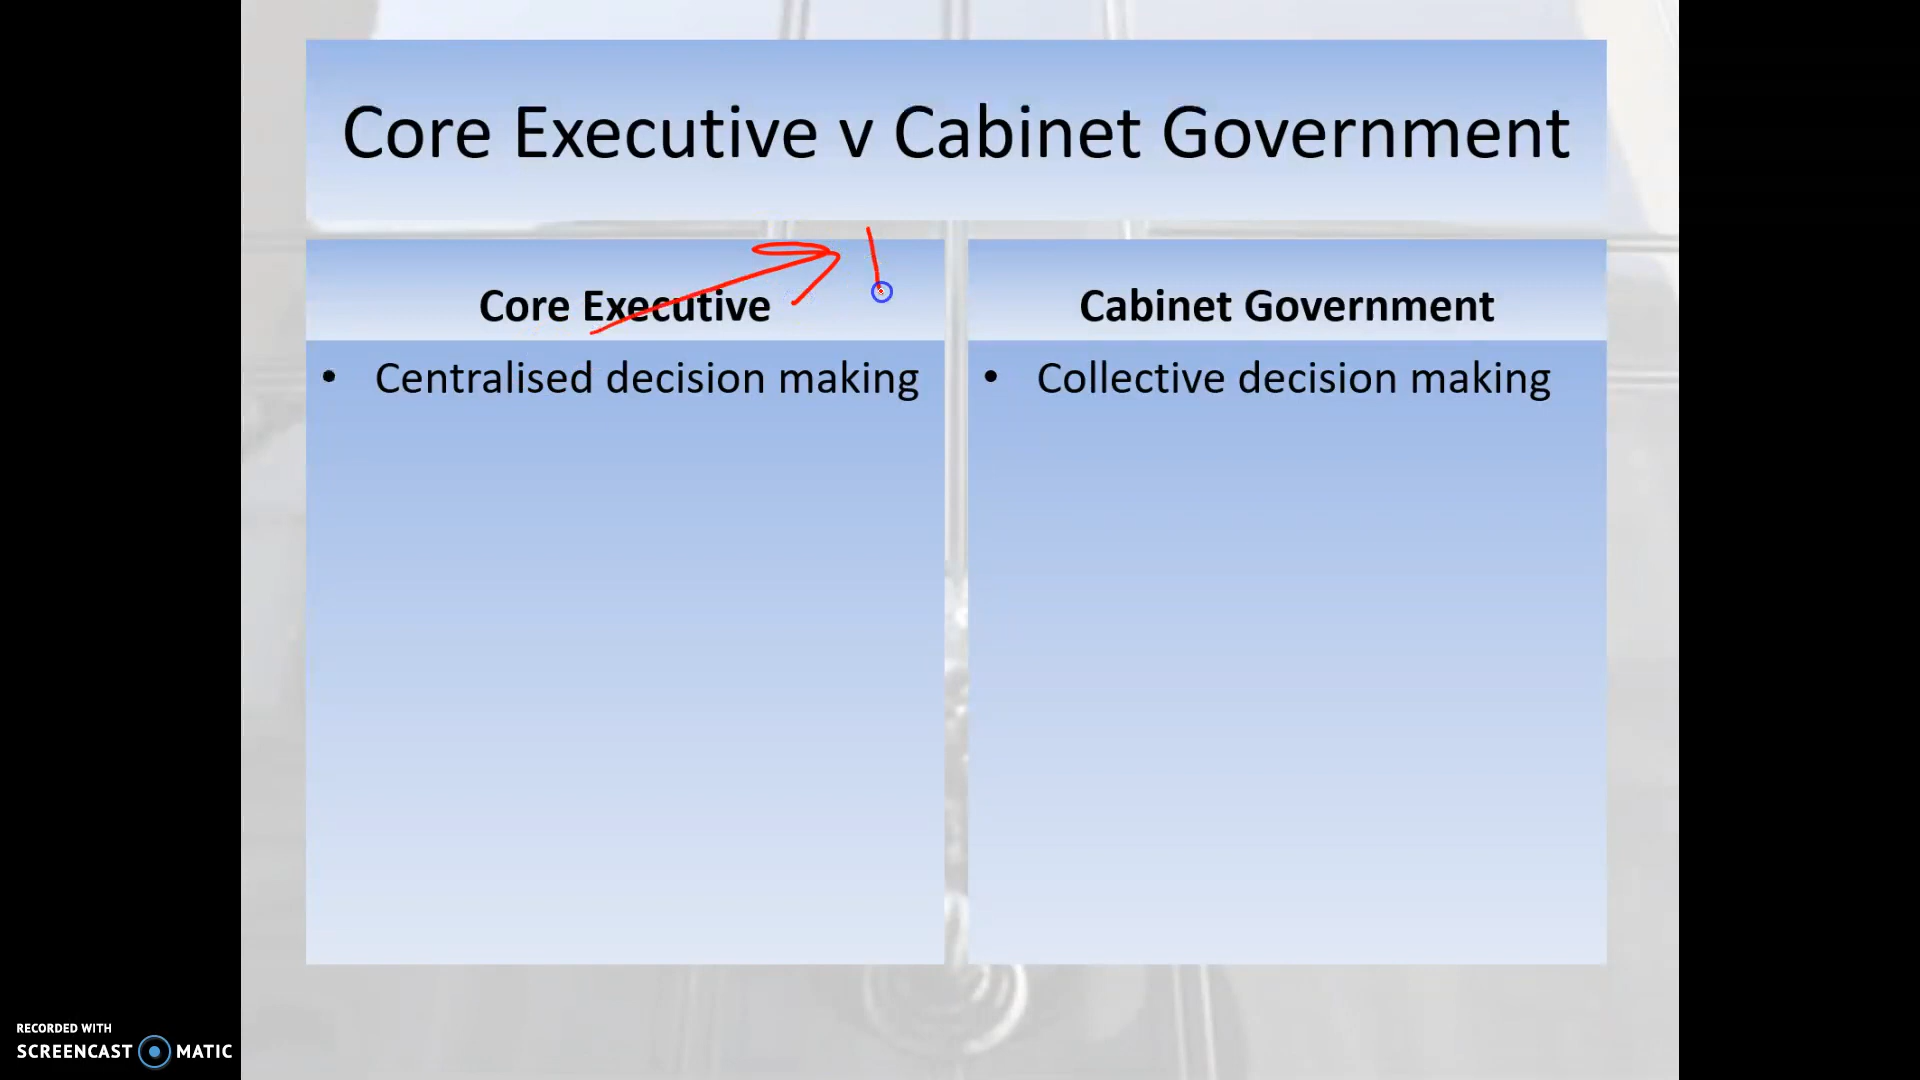 Core Executive v Cabinet Government
Core Executive
Cabinet Government
• Centralised decision making
• Collective decision making
RECORDED WITH
SCREENCAST MATIC